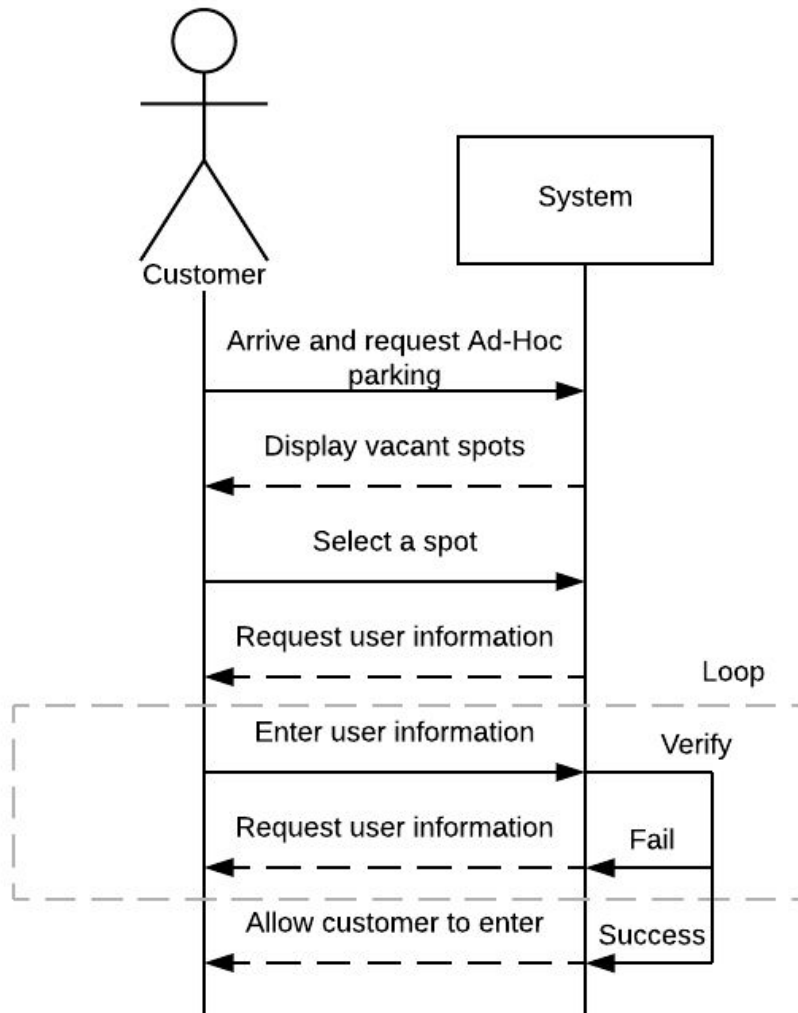 System
Customer
Arrive and request Ad-Hoc
parking
Display vacant spots
Select a spot
Request user information
Loop
Enter user information
Verify
Request user information
Fail
Allow customer to enter
Success